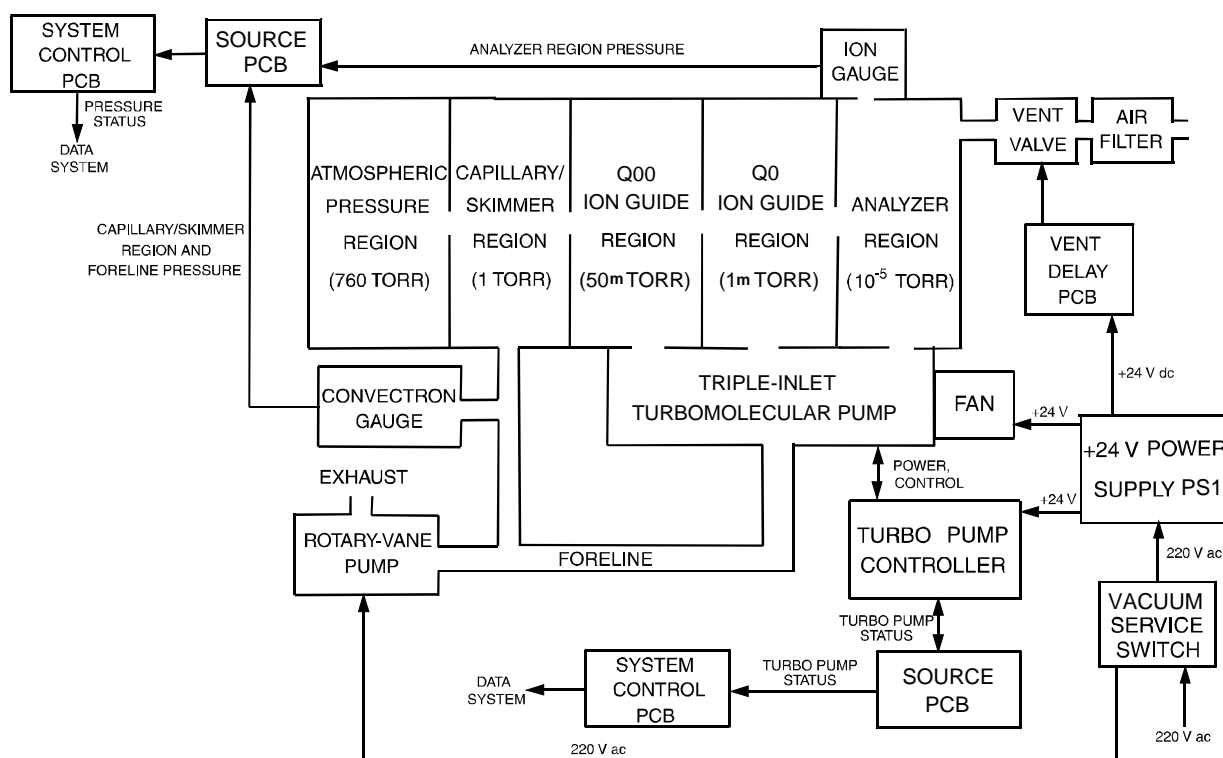 SYSTEM
CONTROL
PCB
SOURCE
PCB
ANALYZER REGION PRESSURE
ION
GAUGE
PRESSURE
STATUS
DATA
SYSTEM
VENT
VALVE
AIR
FILTER
ATMOSPHERIC
PRESSURE
REGION
(760 TORR)
CAPILLARY/
SKIMMER
REGION
(1 TORR)
Q00
ION GUIDE
REGION
(50m TORR)
Q0
ION GUIDE
REGION
(1m TORR)
ANALYZER
REGION
(10⁻⁵ TORR)
CAPILLARY/SKIMMER
REGION AND
FORELINE PRESSURE
VENT
DELAY
PCB
+24 V dc
CONVECTRON
GAUGE
TRIPLE-INLET
TURBOMOLECULAR PUMP
FAN
+24 V
+24 V POWER
SUPPLY PS1
EXHAUST
ROTARY-VANE
PUMP
FORELINE
POWER,
CONTROL
+24 V
TURBO PUMP
CONTROLLER
220 V ac
VACUUM
SERVICE
SWITCH
TURBO PUMP
STATUS
DATA
SYSTEM
SYSTEM
CONTROL
PCB
TURBO PUMP
STATUS
SOURCE
PCB
220 V ac
220 V ac